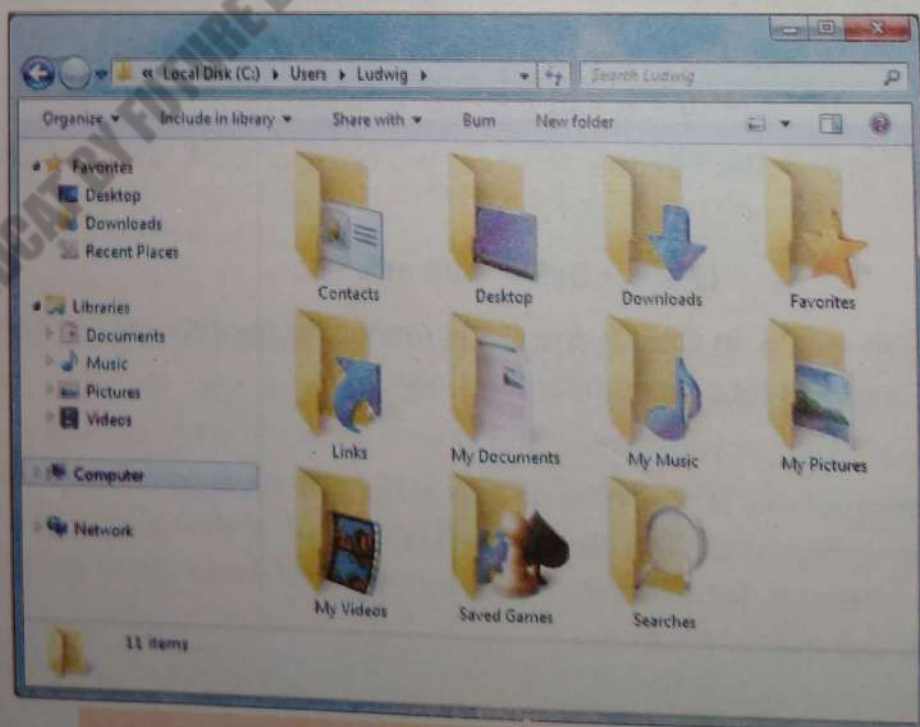 « Local Disk (C:) ▸ Users ▸ Ludwig ▸
Search Ludwig
Organize
Include in library
Share with
Burn
New folder
Favorites
Desktop
Downloads
Recent Places
Libraries
Documents
Music
Pictures
Videos
Computer
Network
Contacts
Desktop
Downloads
Favorites
Links
My Documents
My Music
My Pictures
My Videos
Saved Games
Searches
11 items